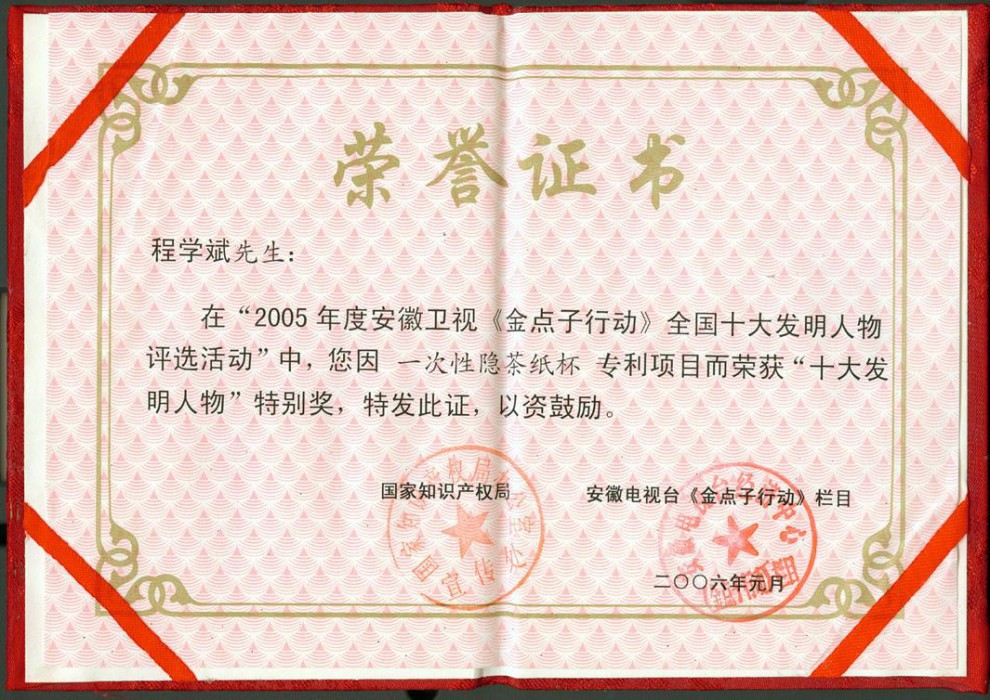 荣誉证书
程学斌先生：
在“2005年度安徽卫视《金点子行动》全国十大发明人物
评选活动”中，您因 一次性隐茶纸杯 专利项目而荣获“十大发
明人物”特别奖，特发此证，以资鼓励。
国家知识产权局
安徽电视台《金点子行动》栏目
二〇〇六年元月